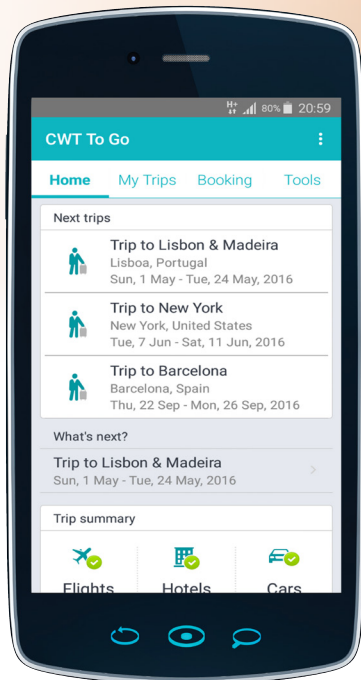 H+ 80% 20:59
CWT To Go
Home My Trips Booking Tools
Next trips
Trip to Lisbon & Madeira
Lisboa, Portugal
Sun, 1 May - Tue, 24 May, 2016
Trip to New York
New York, United States
Tue, 7 Jun - Sat, 11 Jun, 2016
Trip to Barcelona
Barcelona, Spain
Thu, 22 Sep - Mon, 26 Sep, 2016
What's next?
Trip to Lisbon & Madeira
Sun, 1 May - Tue, 24 May, 2016
Trip summary
Flights Hotels Cars